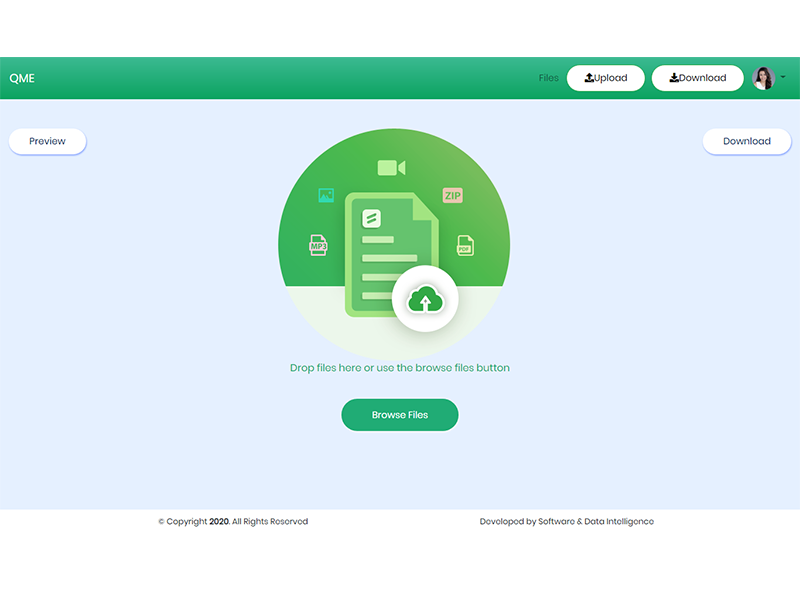 QME
Files
Upload
Download
Preview
Download
ZIP
MP3
PDF
Drop files here or use the browse files button
Browse Files
© Copyright 2020. All Rights Reserved
Developed by Software & Data Intelligence